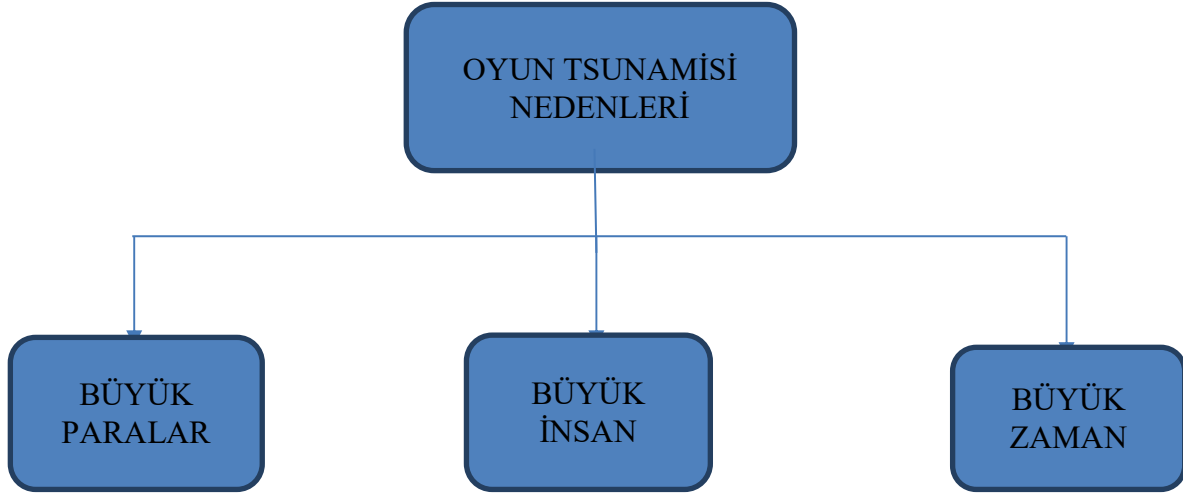 OYUN TSUNAMİSİ
NEDENLERİ
BÜYÜK
PARALAR
BÜYÜK
İNSAN
BÜYÜK
ZAMAN